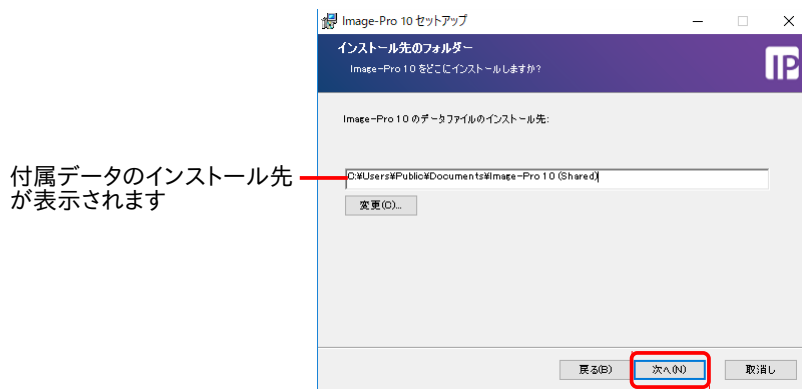 Image-Pro 10 セットアップ
インストール先のフォルダー
Image-Pro 10 をどこにインストールしますか?
IP
Image-Pro 10 のデータファイルのインストール先:
付属データのインストール先
が表示されます
C:¥Users¥Public¥Documents¥Image-Pro 10 (Shared)
変更(O)...
戻る(B)
次へ(N)
取消し